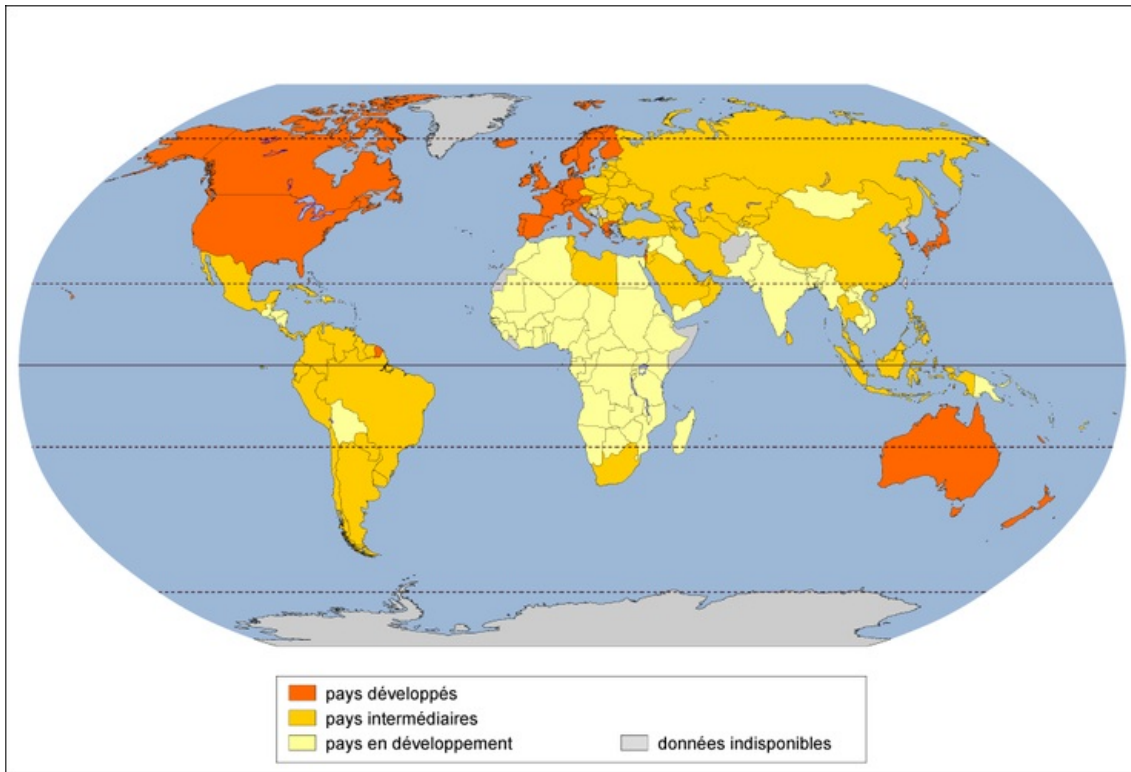 pays développés
pays intermédiaires
pays en développement
données indisponibles